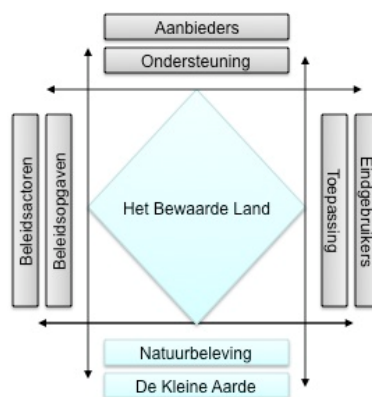 Aanbieders
Ondersteuning
Beleidsactoren
Beleidsopgaven
Het Bewaarde Land
Toepassing
Eindgebruikers
Natuurbeleving
De Kleine Aarde